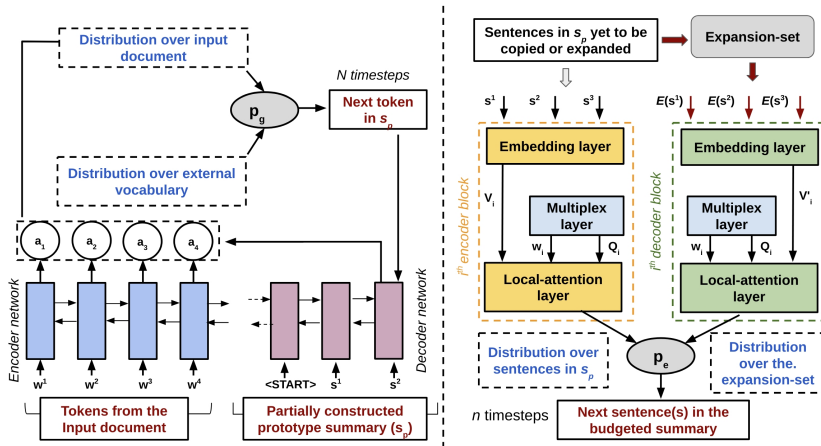 Distribution over input
document
N timesteps
p_g
Next token
in s_p
Distribution over external
vocabulary
a_1
a_2
a_3
a_4
Encoder network
Decoder network
w^1
w^2
w^3
w^4
<START>
s^1
s^2
Tokens from the
Input document
Partially constructed
prototype summary (s_p)
Sentences in s_p yet to be
copied or expanded
Expansion-set
s^1
s^2
s^3
E(s^1)
E(s^2)
E(s^3)
i^th encoder block
Embedding layer
V_i
Multiplex
layer
w_i
Q_i
Local-attention
layer
i^th decoder block
Embedding layer
V'_i
Multiplex
layer
w_i
Q_i
Local-attention
layer
Distribution over
sentences in s_p
p_e
Distribution
over the.
expansion-set
n timesteps
Next sentence(s) in the
budgeted summary